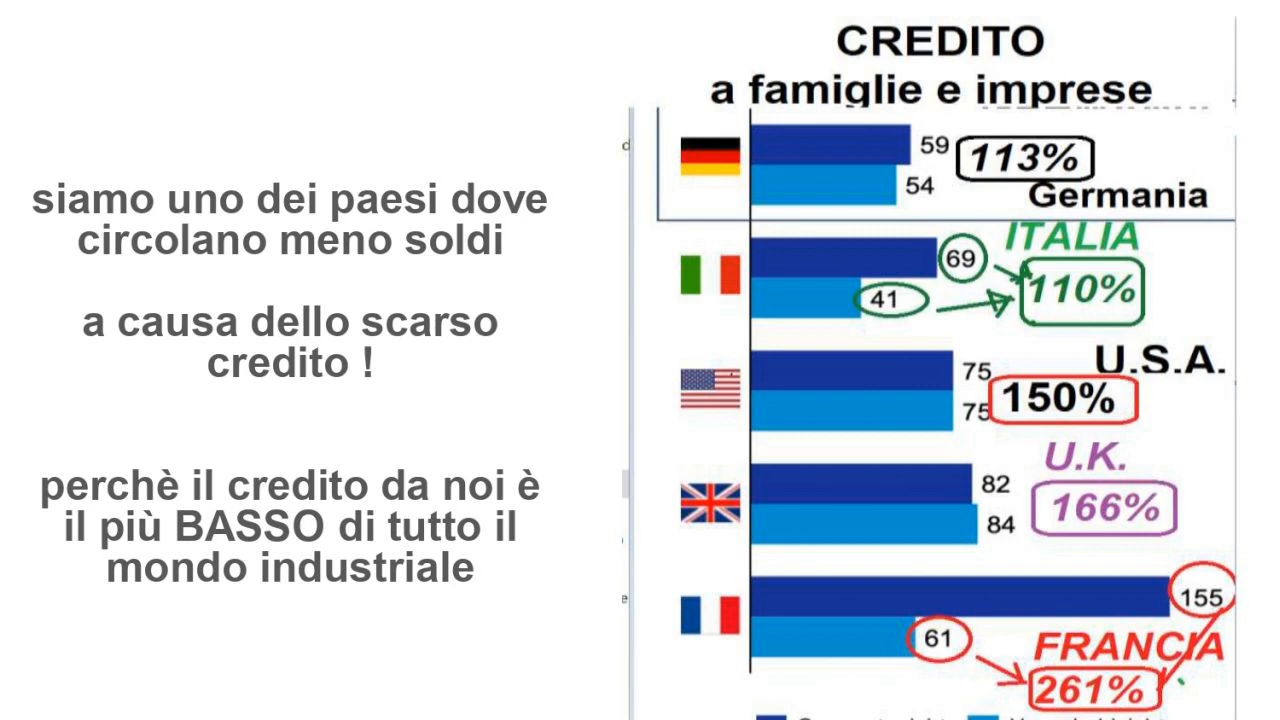 siamo uno dei paesi dove
circolano meno soldi
a causa dello scarso
credito !
perchè il credito da noi è
il più BASSO di tutto il
mondo industriale
CREDITO
a famiglie e imprese
59
113%
54
Germania
ITALIA
69
110%
41
U.S.A.
75
150%
75
U.K.
82
166%
84
155
61
FRANCIA
261%